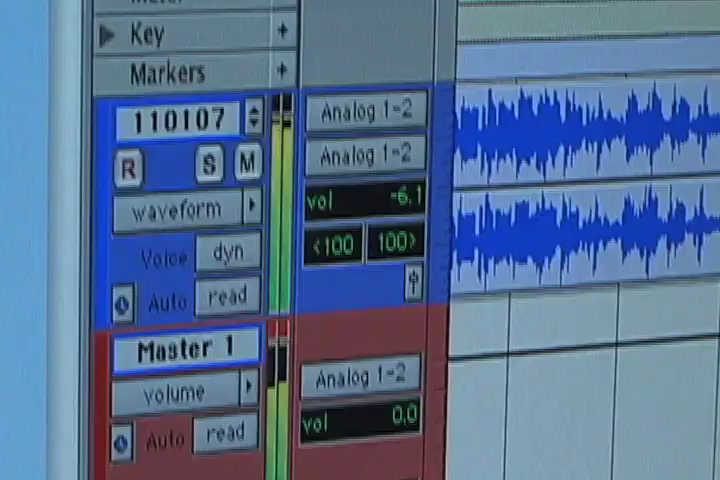 Meter
Key +
Markers +
110107
Analog 1-2
Analog 1-2
R S M
vol -6.1
waveform
<100 100>
Voice dyn
Auto read
Master 1
Analog 1-2
volume
vol 0.0
Auto read